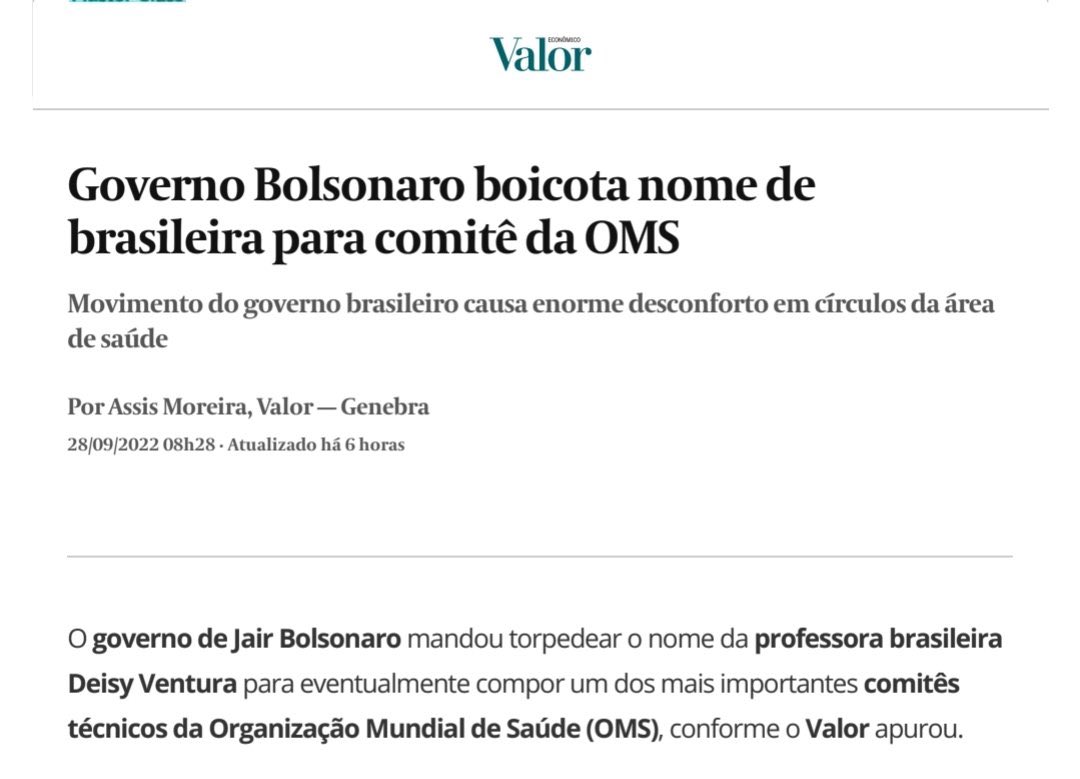 Valor
ECONÔMICO
Governo Bolsonaro boicota nome de
brasileira para comitê da OMS
Movimento do governo brasileiro causa enorme desconforto em círculos da área
de saúde
Por Assis Moreira, Valor — Genebra
28/09/2022 08h28 · Atualizado há 6 horas
O governo de Jair Bolsonaro mandou torpedear o nome da professora brasileira
Deisy Ventura para eventualmente compor um dos mais importantes comitês
técnicos da Organização Mundial de Saúde (OMS), conforme o Valor apurou.